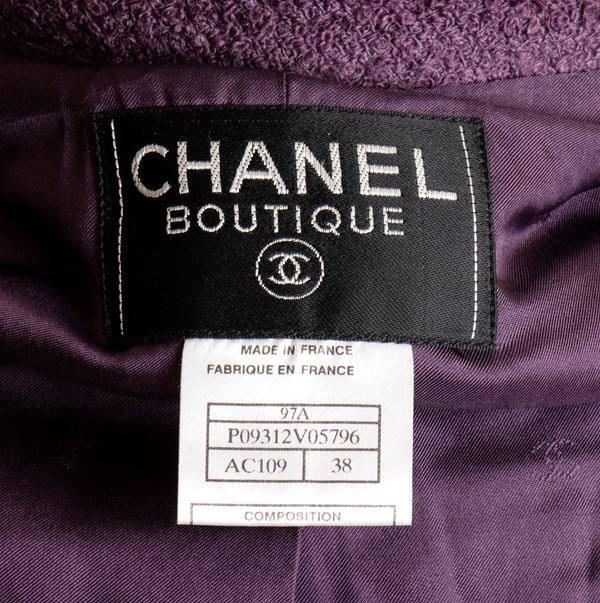 CHANEL
BOUTIQUE
MADE IN FRANCE
FABRIQUE EN FRANCE
97A
P09312V05796
AC109 38
COMPOSITION